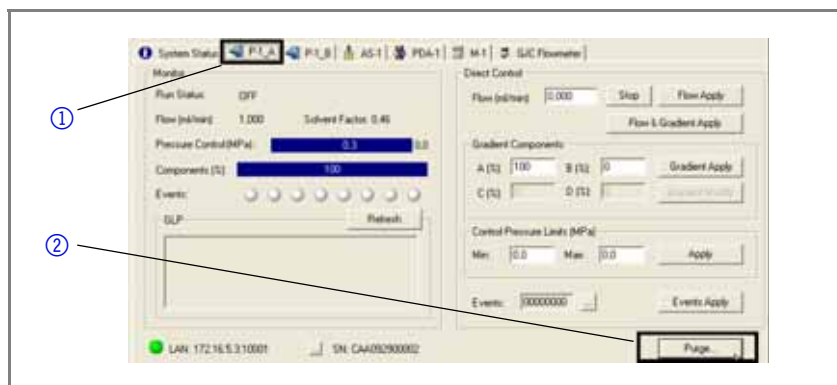 System Status P-1_A P-1_B AS-1 PDA-1 M-1 SJC Flowmeter
①
Monitor
Run Status: OFF
Flow (ml/min): 1.000 Solvent Factor: 0.46
Pressure Control (MPa): 0.3 0.0
Components (%): 100
Events:
GLP Refresh
②
LAN: 172.16.5.3:10001 SN: CAA092900002
Direct Control
Flow (ml/min) 0.000 Stop Flow Apply
Flow & Gradient Apply
Gradient Components
A (%) 100 B (%) 0 Gradient Apply
C (%) D (%)
Control Pressure Limits (MPa)
Min: 0.0 Max: 0.0 Apply
Events: 00000000 ... Events Apply
Purge...